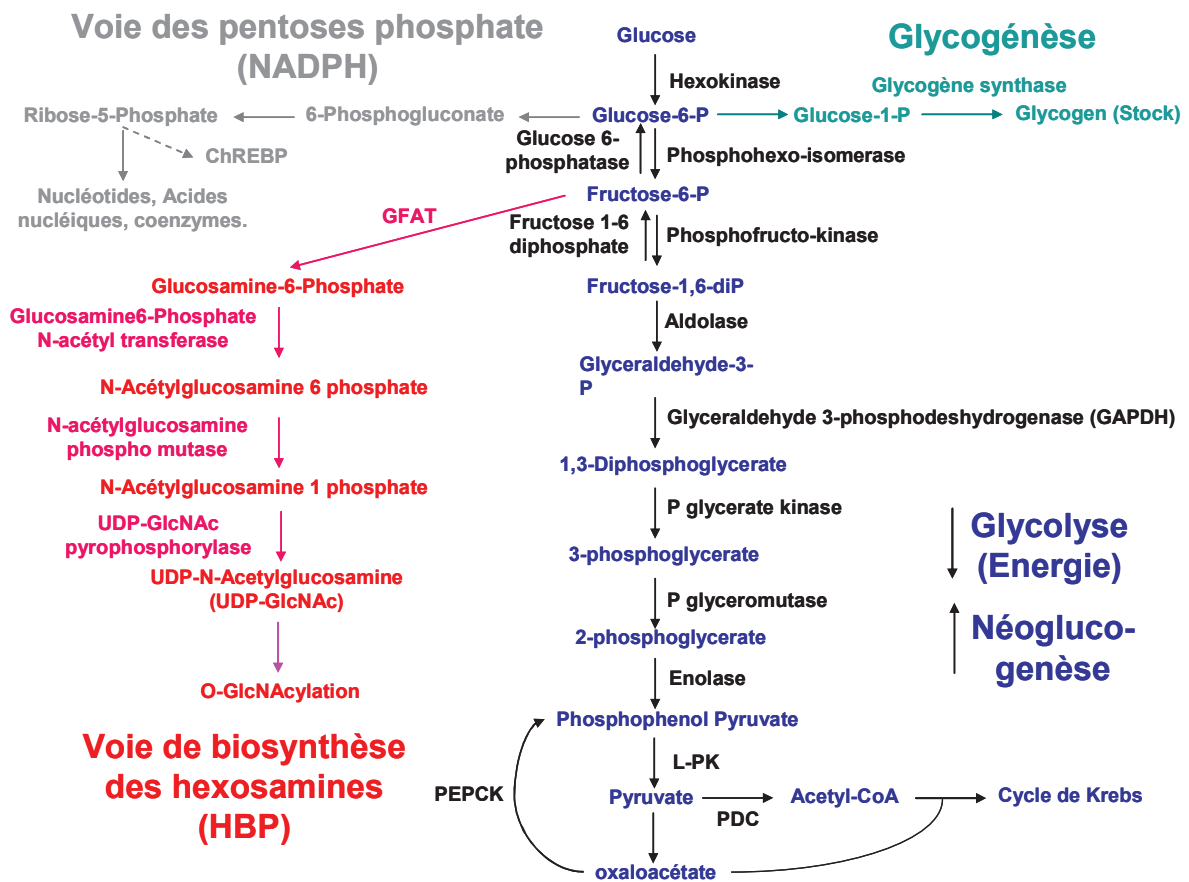 Voie des pentoses phosphate
(NADPH)
Glucose
Glycogénèse
Hexokinase
Glycogène synthase
Ribose-5-Phosphate
6-Phosphogluconate
Glucose-6-P
Glucose-1-P
Glycogen (Stock)
Glucose 6-
phosphatase
Phosphohexo-isomerase
ChREBP
Nucléotides, Acides
nucléiques, coenzymes.
Fructose-6-P
GFAT
Fructose 1-6
diphosphate
Phosphofructo-kinase
Glucosamine-6-Phosphate
Fructose-1,6-diP
Glucosamine6-Phosphate
N-acétyl transferase
Aldolase
Glyceraldehyde-3-
P
N-Acétylglucosamine 6 phosphate
Glyceraldehyde 3-phosphodeshydrogenase (GAPDH)
N-acétylglucosamine
phospho mutase
1,3-Diphosphoglycerate
N-Acétylglucosamine 1 phosphate
P glycerate kinase
UDP-GlcNAc
pyrophosphorylase
3-phosphoglycerate
Glycolyse
(Energie)
UDP-N-Acetylglucosamine
(UDP-GlcNAc)
P glyceromutase
2-phosphoglycerate
Néogluco-
genèse
Enolase
O-GlcNAcylation
Phosphophenol Pyruvate
Voie de biosynthèse
des hexosamines
(HBP)
L-PK
PEPCK
Pyruvate
PDC
Acetyl-CoA
Cycle de Krebs
oxaloacétate